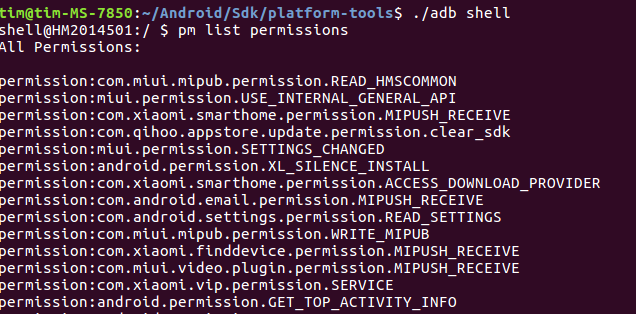 tim@tim-MS-7850:~/Android/Sdk/platform-tools$ ./adb shell
shell@HM2014501:/ $ pm list permissions
All Permissions:
permission:com.miui.mipub.permission.READ_HMSCOMMON
permission:miui.permission.USE_INTERNAL_GENERAL_API
permission:com.xiaomi.smarthome.permission.MIPUSH_RECEIVE
permission:com.qihoo.appstore.update.permission.clear_sdk
permission:miui.permission.SETTINGS_CHANGED
permission:android.permission.XL_SILENCE_INSTALL
permission:com.xiaomi.smarthome.permission.ACCESS_DOWNLOAD_PROVIDER
permission:com.android.email.permission.MIPUSH_RECEIVE
permission:com.android.settings.permission.READ_SETTINGS
permission:com.miui.mipub.permission.WRITE_MIPUB
permission:com.xiaomi.finddevice.permission.MIPUSH_RECEIVE
permission:com.miui.video.plugin.permission.MIPUSH_RECEIVE
permission:com.xiaomi.vip.permission.SERVICE
permission:android.permission.GET_TOP_ACTIVITY_INFO